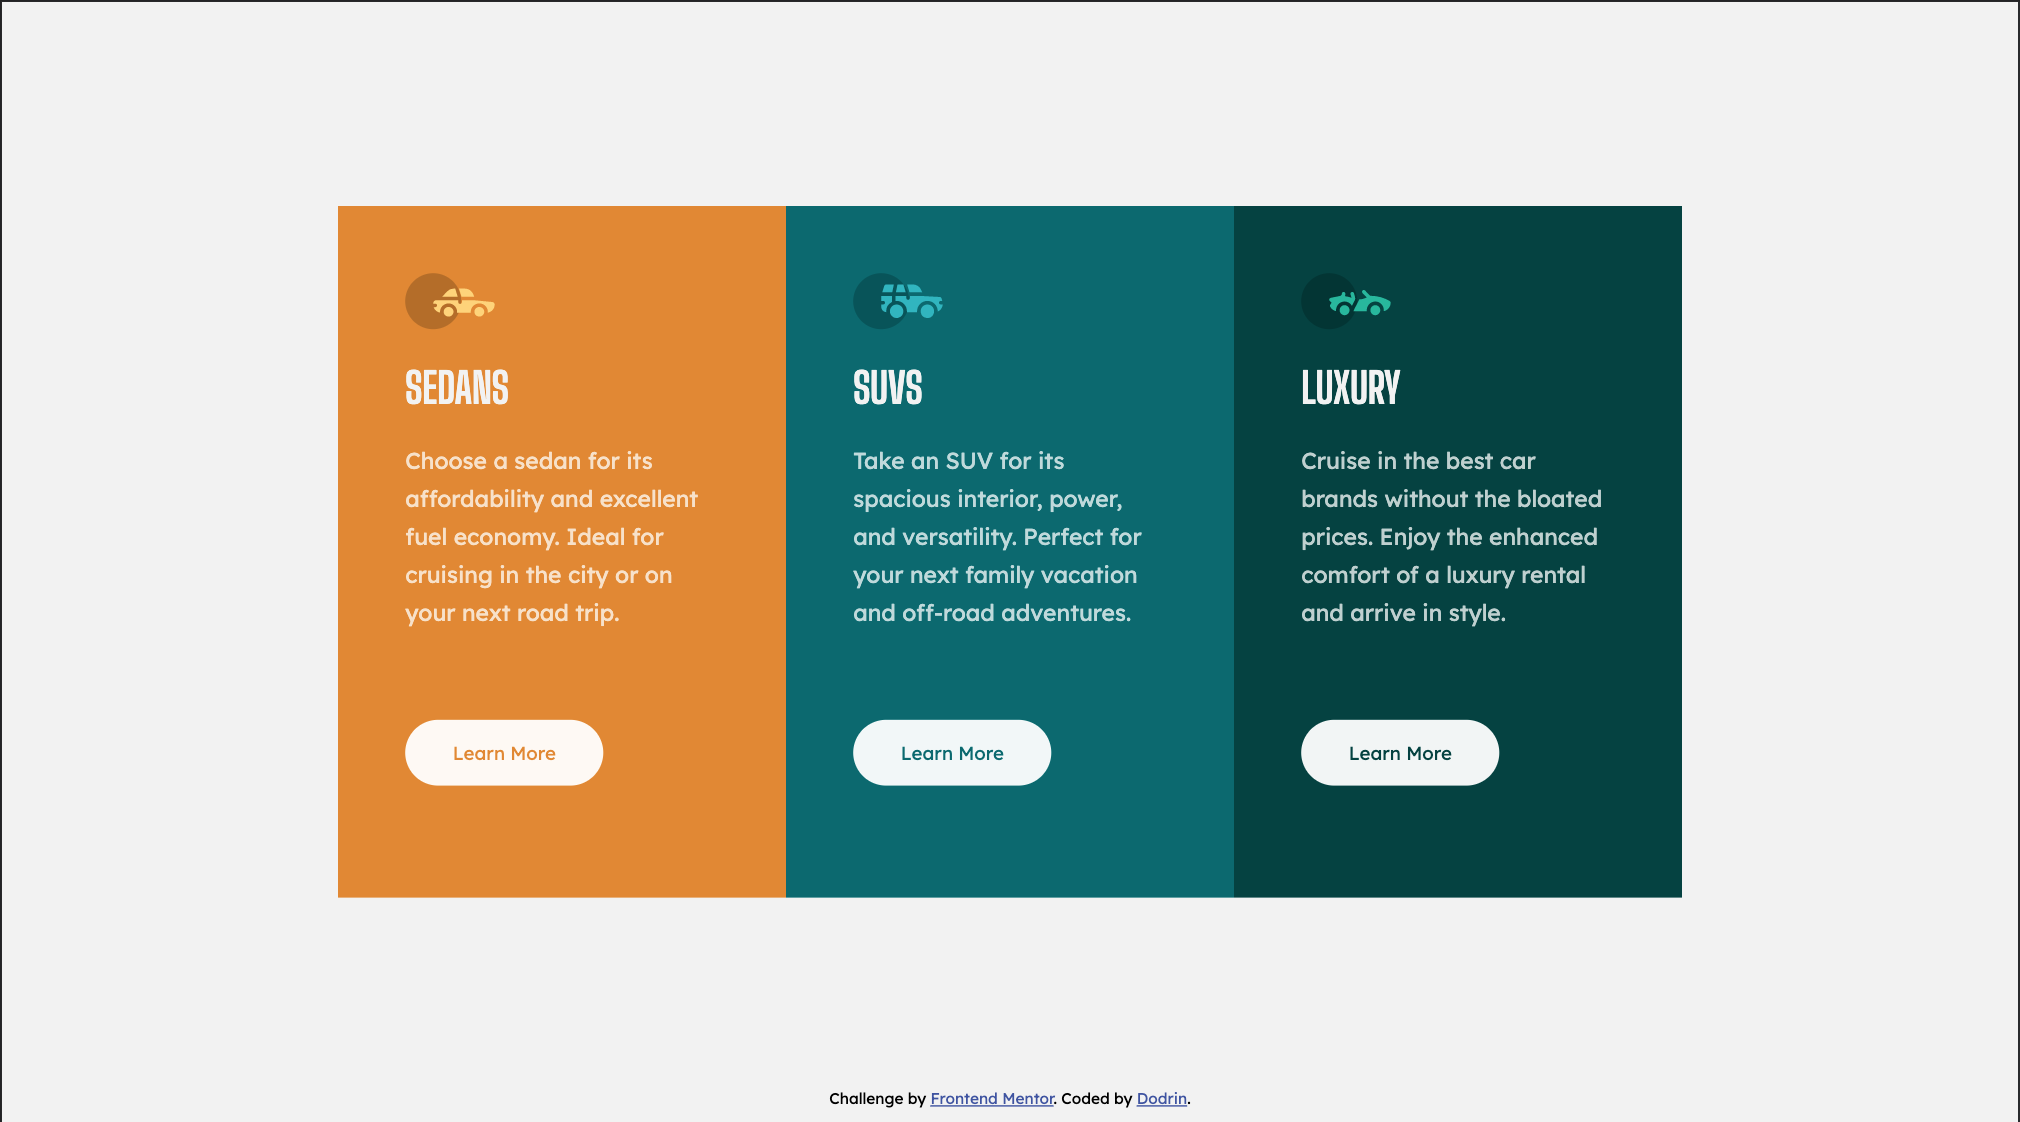 SEDANS
Choose a sedan for its
affordability and excellent
fuel economy. Ideal for
cruising in the city or on
your next road trip.
Learn More
SUVS
Take an SUV for its
spacious interior, power,
and versatility. Perfect for
your next family vacation
and off-road adventures.
Learn More
LUXURY
Cruise in the best car
brands without the bloated
prices. Enjoy the enhanced
comfort of a luxury rental
and arrive in style.
Learn More
Challenge by Frontend Mentor. Coded by Dodrin.